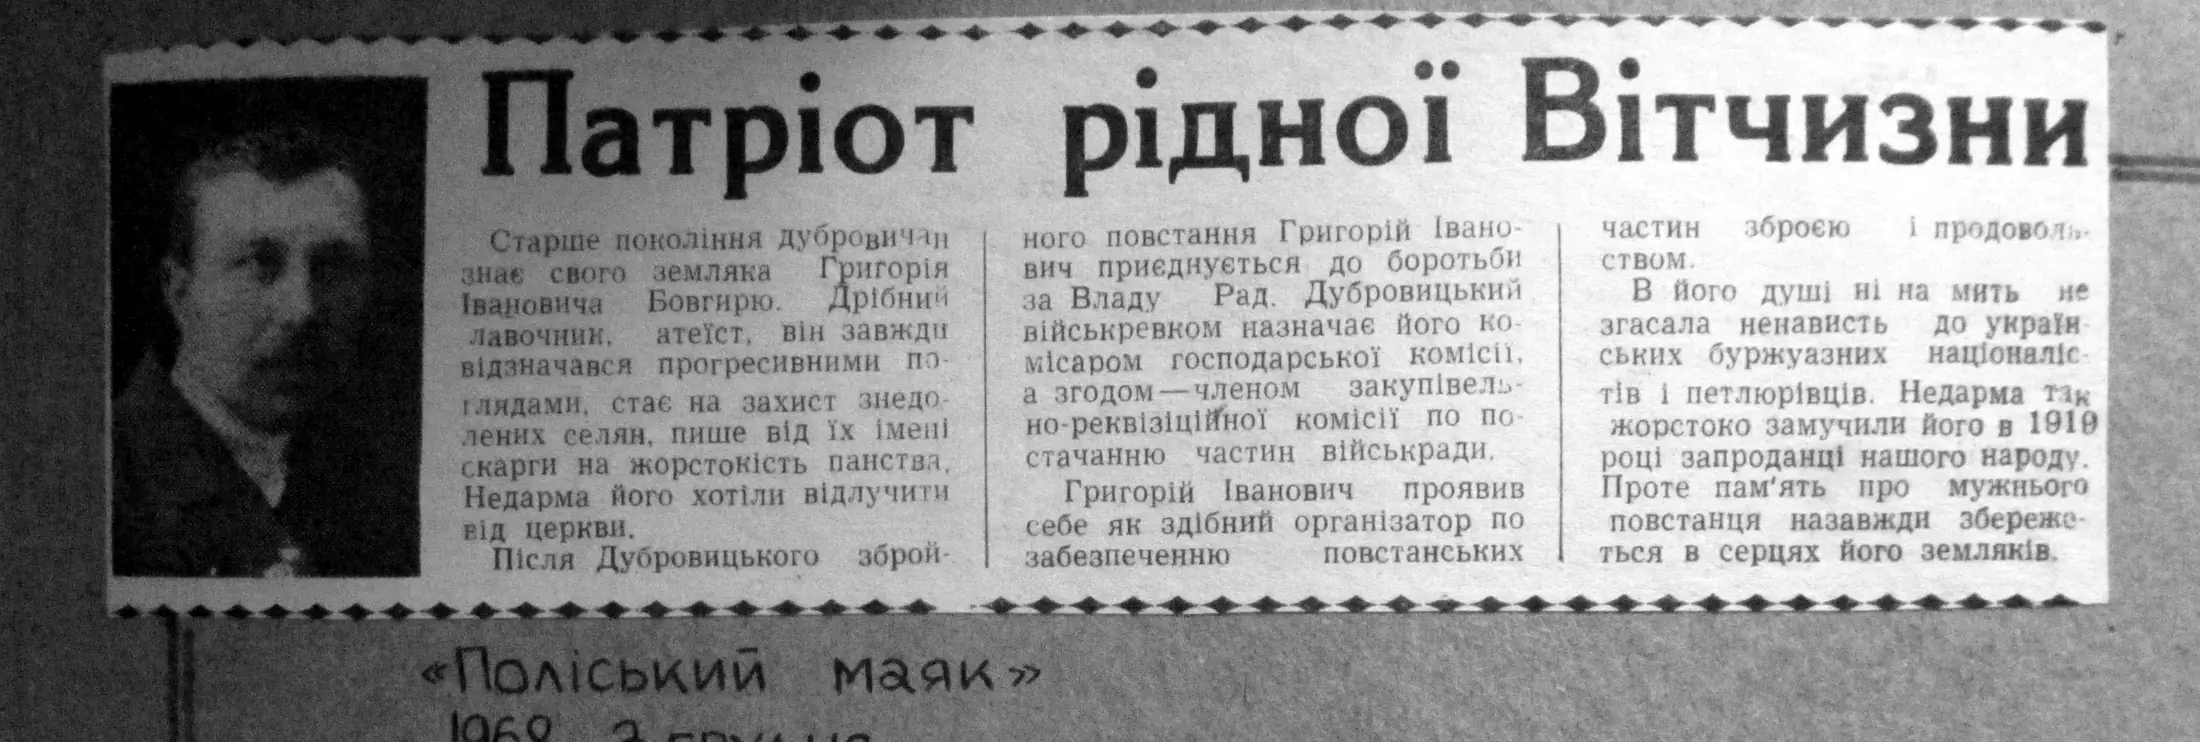 Патріот рідної Вітчизни
Старше покоління дубровичан
знає свого земляка Григорія
Івановича Бовгирю. Дрібний
лавочник, атеїст, він завжди
відзначався прогресивними по-
глядами, стає на захист знедо-
лених селян, пише від їх імені
скарги на жорстокість панства.
Недарма його хотіли відлучити
від церкви.
Після Дубровицького зброй-
ного повстання Григорій Івано-
вич приєднується до боротьби
за Владу Рад. Дубровицький
військревком назначає його ко-
місаром господарської комісії,
а згодом—членом закупівель-
но-реквізиційної комісії по по-
стачанню частин військради.
Григорій Іванович проявив
себе як здібний організатор по
забезпеченню повстанських
частин зброєю і продоволь-
ством.
В його душі ні на мить не
згасала ненависть до україн-
ських буржуазних націоналіс-
тів і петлюрівців. Недарма так
жорстоко замучили його в 1919
році запроданці нашого народу.
Проте пам'ять про мужнього
повстанця назавжди збереже-
ться в серцях його земляків.
«Поліський маяк»
1968